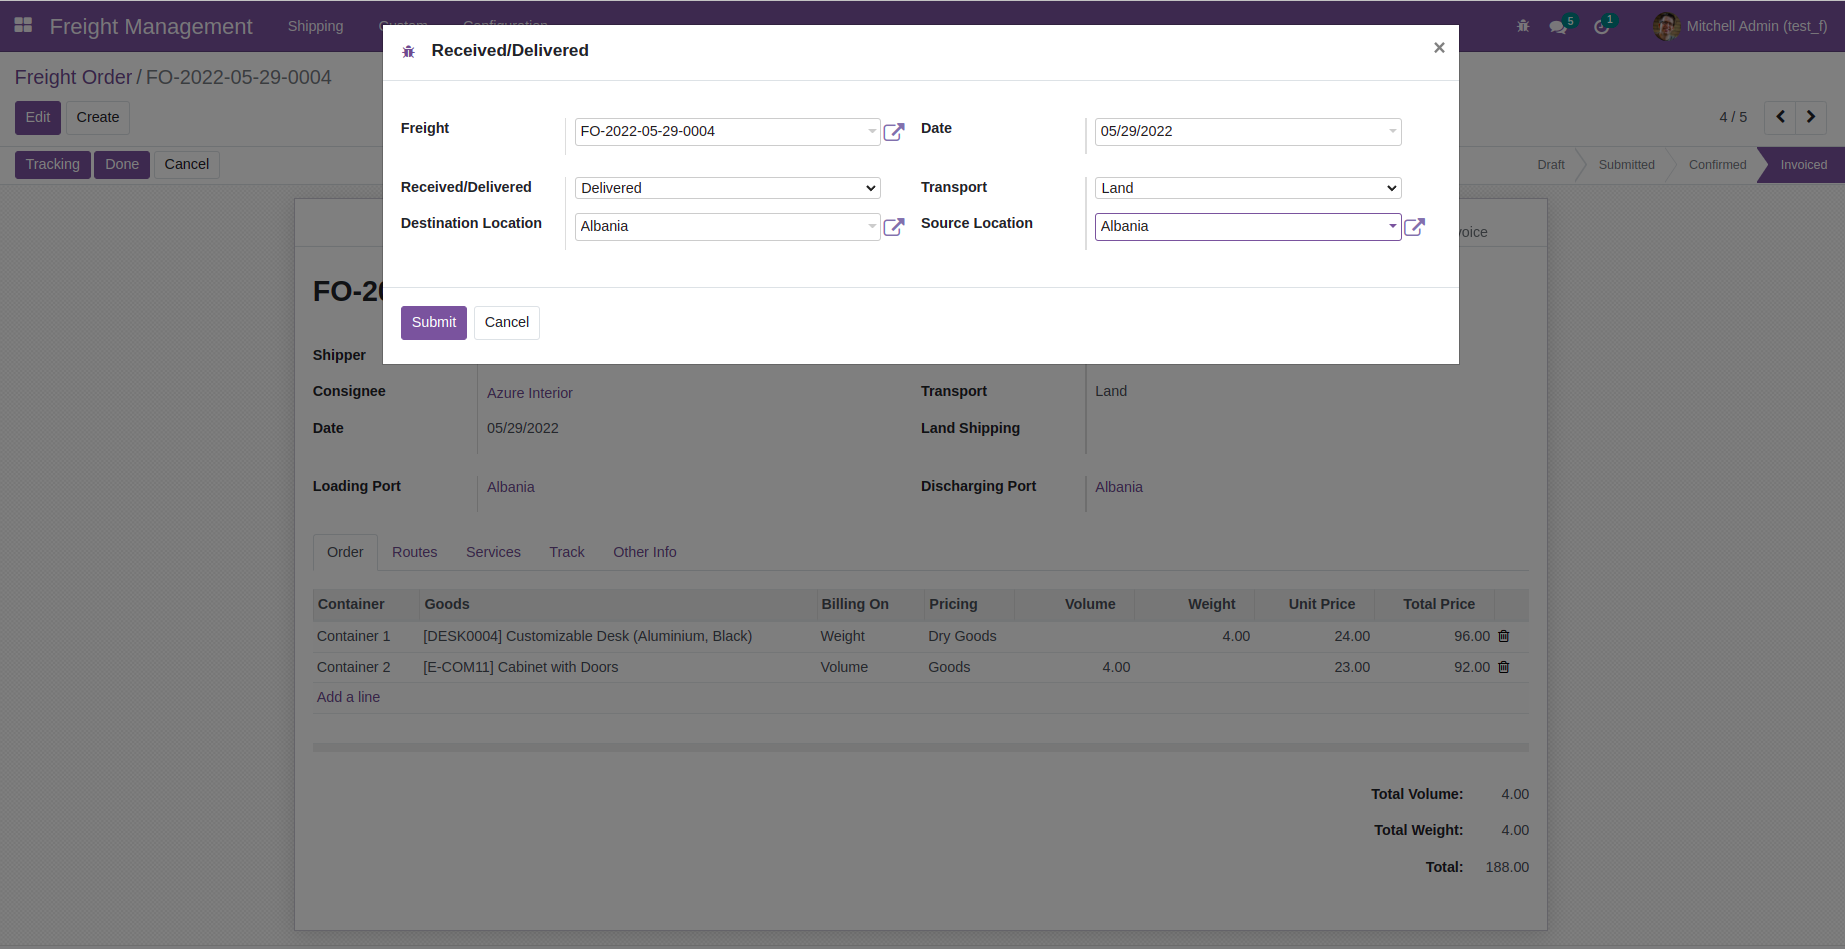 Freight Management Shipping Custom Configuration 5 1 Mitchell Admin (test_f)
Received/Delivered ×
Freight Order / FO-2022-05-29-0004
Edit Create 4 / 5
Freight FO-2022-05-29-0004 Date 05/29/2022
Tracking Done Cancel Draft Submitted Confirmed Invoiced
Received/Delivered Delivered Transport Land
Destination Location Albania Source Location Albania
voice
FO-20
Submit Cancel
Shipper
Consignee Azure Interior Transport Land
Date 05/29/2022 Land Shipping
Loading Port Albania Discharging Port Albania
Order Routes Services Track Other Info
Container Goods Billing On Pricing Volume Weight Unit Price Total Price
Container 1 [DESK0004] Customizable Desk (Aluminium, Black) Weight Dry Goods 4.00 24.00 96.00
Container 2 [E-COM11] Cabinet with Doors Volume Goods 4.00 23.00 92.00
Add a line
Total Volume: 4.00
Total Weight: 4.00
Total: 188.00